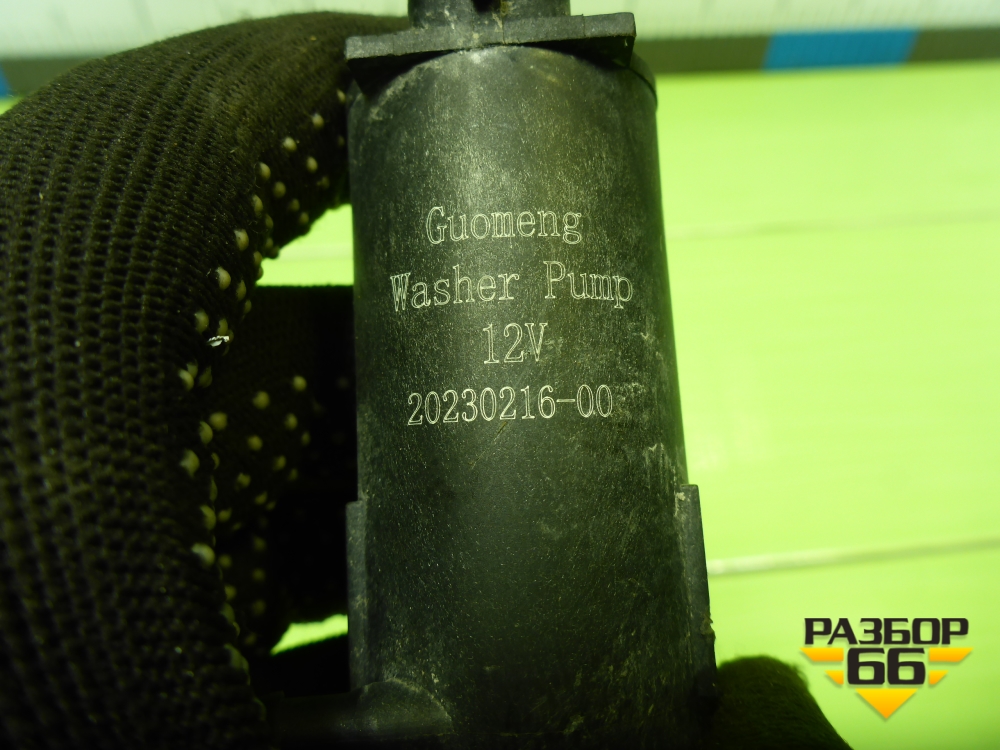 Guomeng
Washer Pump
12V
20230216-00
РАЗБОР
66